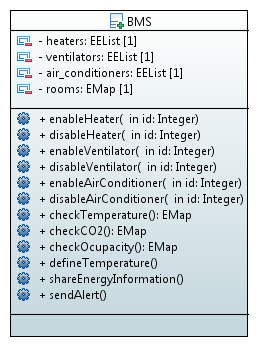 BMS
- heaters: EEList [1]
- ventilators: EEList [1]
- air_conditioners: EEList [1]
- rooms: EMap [1]
+ enableHeater( in id: Integer)
+ disableHeater( in id: Integer)
+ enableVentilator( in id: Integer)
+ disableVentilator( in id: Integer)
+ enableAirConditioner( in id: Integer)
+ disableAirConditioner( in id: Integer)
+ checkTemperature(): EMap
+ checkCO2(): EMap
+ checkOcupacity(): EMap
+ defineTemperature()
+ shareEnergyInformation()
+ sendAlert()